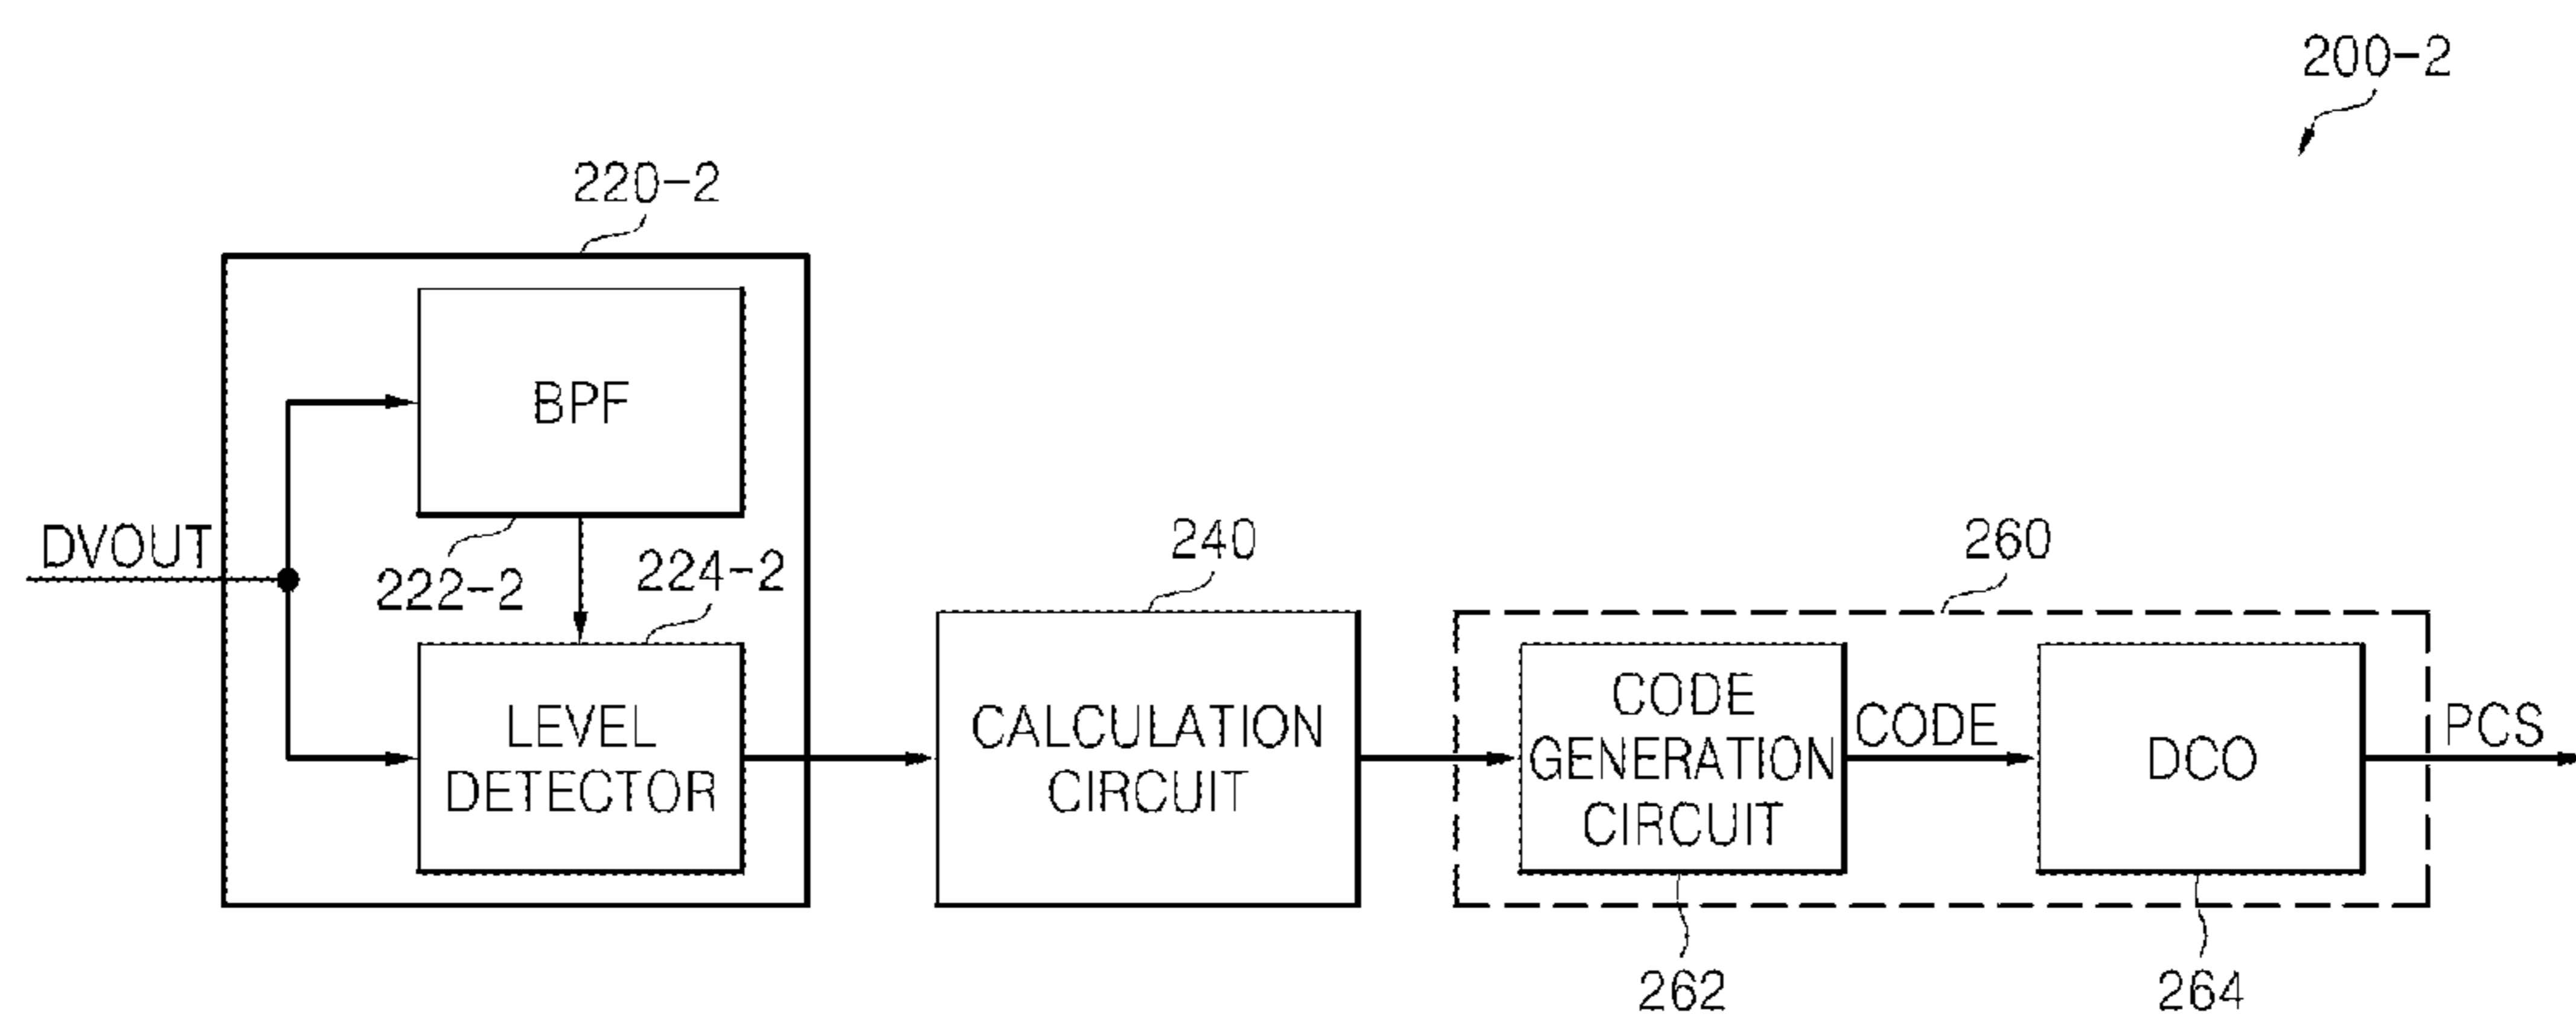 200-2
220-2
BPF
DVOUT
222-2
224-2
LEVEL
DETECTOR
240
CALCULATION
CIRCUIT
260
CODE
GENERATION
CIRCUIT
CODE
DCO
PCS
262
264